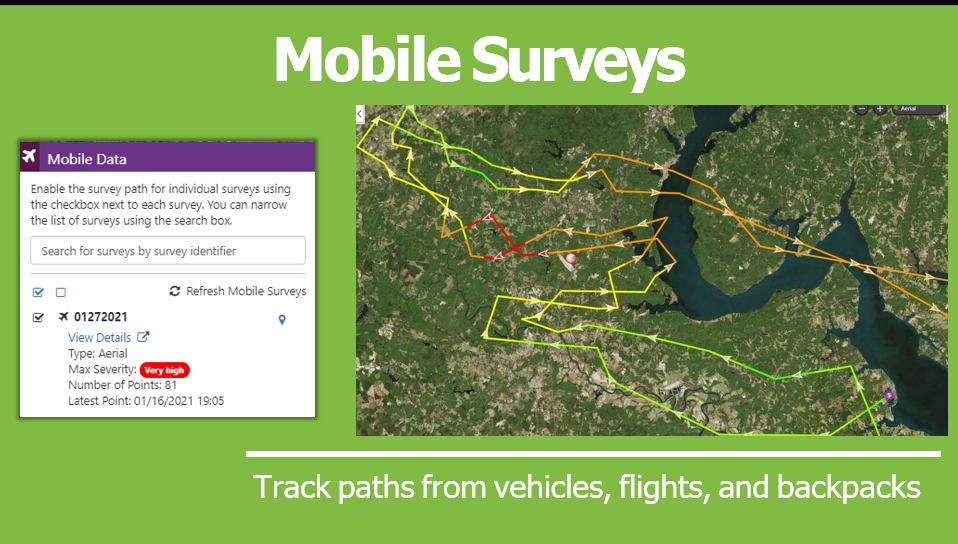 Mobile Surveys
Mobile Data
Enable the survey path for individual surveys using
the checkbox next to each survey. You can narrow
the list of surveys using the search box.
Search for surveys by survey identifier
Refresh Mobile Surveys
01272021
View Details
Type: Aerial
Max Severity: Very high
Number of Points: 81
Latest Point: 01/16/2021 19:05
Aerial
Track paths from vehicles, flights, and backpacks